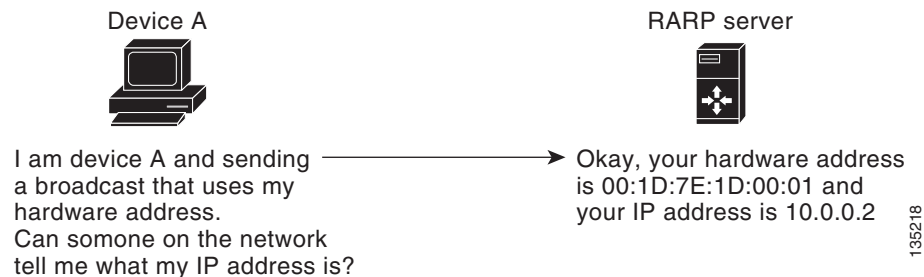 Device A
RARP server
I am device A and sending
a broadcast that uses my
hardware address.
Can somone on the network
tell me what my IP address is?
Okay, your hardware address
is 00:1D:7E:1D:00:01 and
your IP address is 10.0.0.2
135218